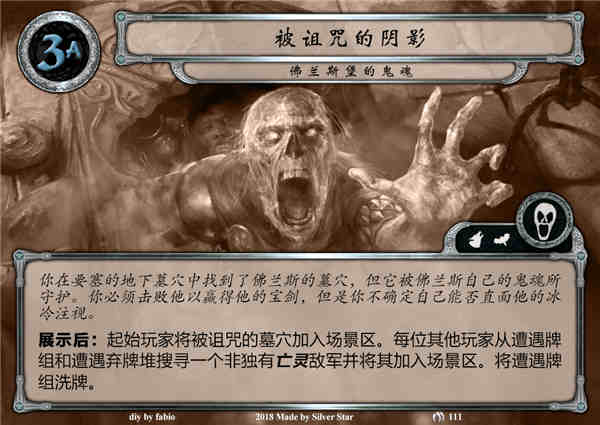 3A
被诅咒的阴影
佛兰斯堡的鬼魂
你在要塞的地下墓穴中找到了佛兰斯的墓穴，但它被佛兰斯自己的鬼魂所
守护。你必须击败他以赢得他的宝剑，但是你不确定自己能否直面他的冰
冷注视。
展示后：起始玩家将被诅咒的墓穴加入场景区。每位其他玩家从遭遇牌
组和遭遇弃牌堆搜寻一个非独有亡灵敌军并将其加入场景区。将遭遇牌
组洗牌。
diy by fabio 2018 Made by Silver Star 111